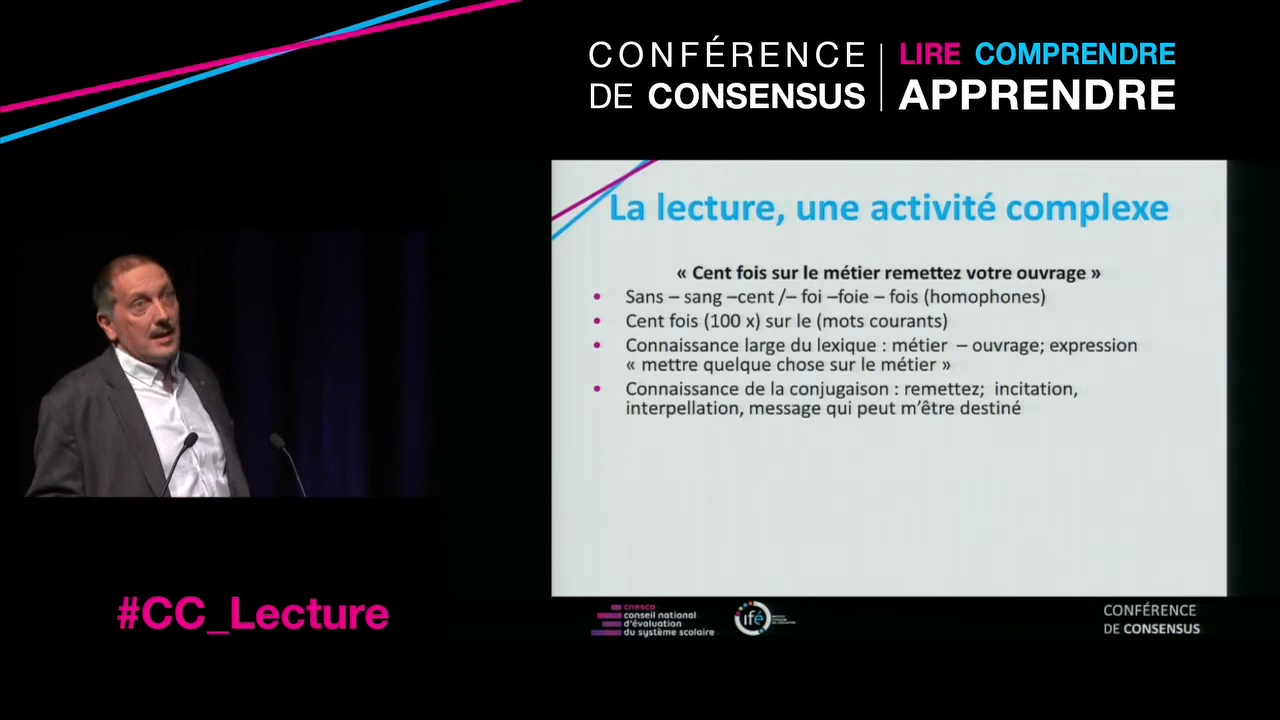 CONFÉRENCE
DE CONSENSUS
LIRE COMPRENDRE
APPRENDRE
La lecture, une activité complexe
« Cent fois sur le métier remettez votre ouvrage »
• Sans – sang –cent /– foi –foie – fois (homophones)
• Cent fois (100 x) sur le (mots courants)
• Connaissance large du lexique : métier – ouvrage; expression
« mettre quelque chose sur le métier »
• Connaissance de la conjugaison : remettez; incitation,
interpellation, message qui peut m'être destiné
#CC_Lecture
cnesco
conseil national
d'évaluation
du système scolaire
ifé
CONFÉRENCE
DE CONSENSUS